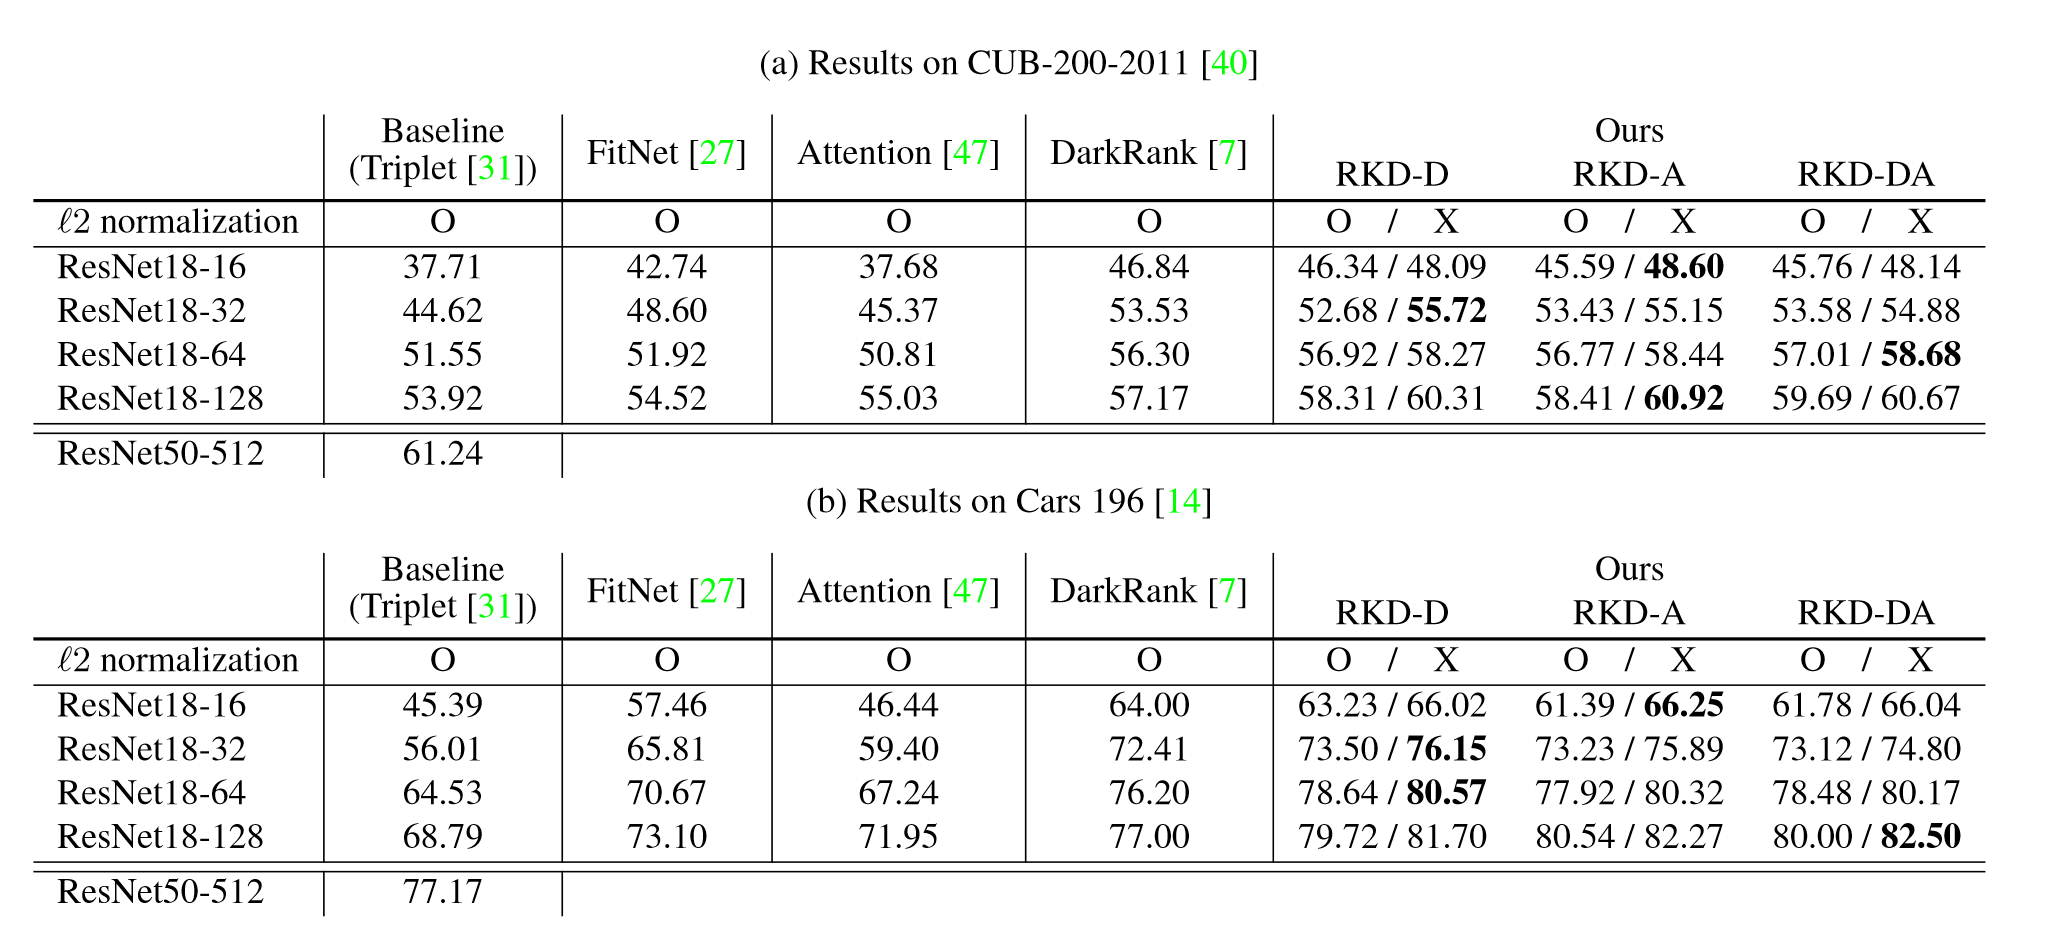 (a) Results on CUB-200-2011 [40]
Baseline (Triplet [31]) FitNet [27] Attention [47] DarkRank [7] Ours
RKD-D RKD-A RKD-DA
ℓ2 normalization O O O O O / X O / X O / X
ResNet18-16 37.71 42.74 37.68 46.84 46.34 / 48.09 45.59 / 48.60 45.76 / 48.14
ResNet18-32 44.62 48.60 45.37 53.53 52.68 / 55.72 53.43 / 55.15 53.58 / 54.88
ResNet18-64 51.55 51.92 50.81 56.30 56.92 / 58.27 56.77 / 58.44 57.01 / 58.68
ResNet18-128 53.92 54.52 55.03 57.17 58.31 / 60.31 58.41 / 60.92 59.69 / 60.67
ResNet50-512 61.24
(b) Results on Cars 196 [14]
Baseline (Triplet [31]) FitNet [27] Attention [47] DarkRank [7] Ours
RKD-D RKD-A RKD-DA
ℓ2 normalization O O O O O / X O / X O / X
ResNet18-16 45.39 57.46 46.44 64.00 63.23 / 66.02 61.39 / 66.25 61.78 / 66.04
ResNet18-32 56.01 65.81 59.40 72.41 73.50 / 76.15 73.23 / 75.89 73.12 / 74.80
ResNet18-64 64.53 70.67 67.24 76.20 78.64 / 80.57 77.92 / 80.32 78.48 / 80.17
ResNet18-128 68.79 73.10 71.95 77.00 79.72 / 81.70 80.54 / 82.27 80.00 / 82.50
ResNet50-512 77.17